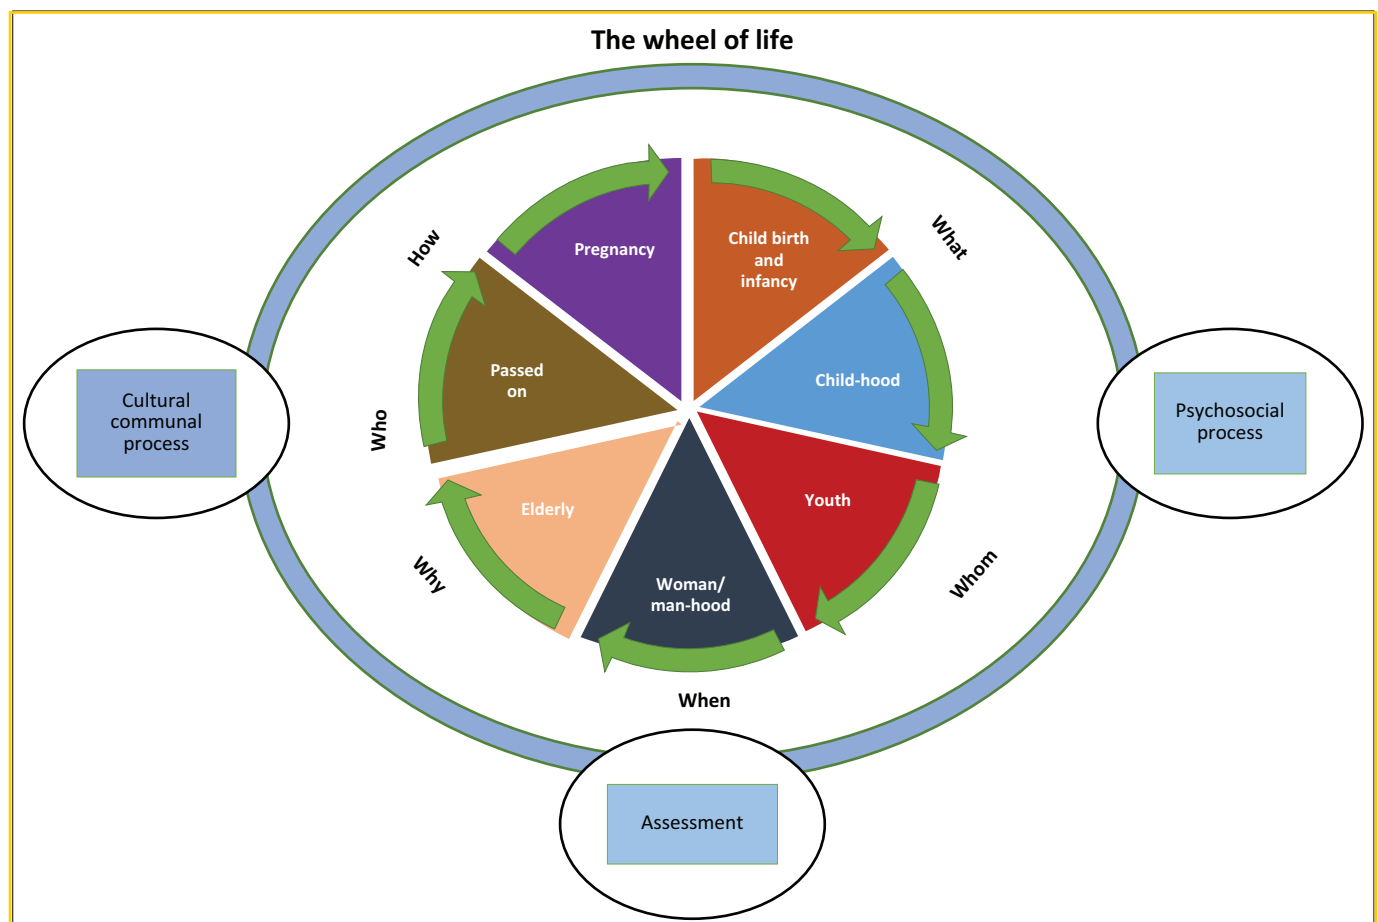 The wheel of life
How
What
Pregnancy
Child birth
and
infancy
Passed
on
Child-hood
Cultural
communal
process
Who
Psychosocial
process
Elderly
Youth
Why
Whom
Woman/
man-hood
When
Assessment